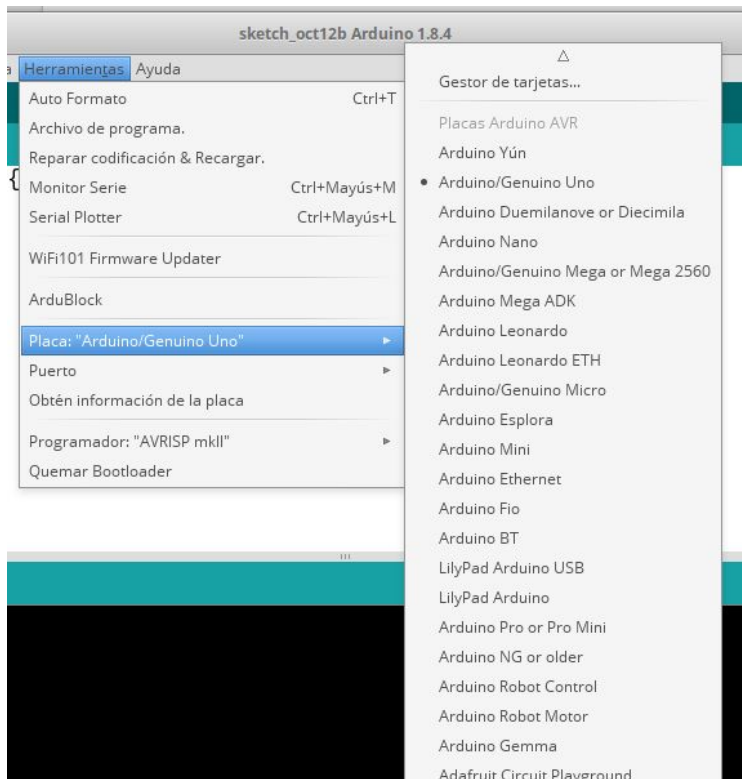 sketch_oct12b Arduino 1.8.4
a Herramientas Ayuda
Auto Formato Ctrl+T
Archivo de programa.
Reparar codificación & Recargar.
{
Monitor Serie Ctrl+Mayús+M
Serial Plotter Ctrl+Mayús+L
WiFi101 Firmware Updater
ArduBlock
Placa: "Arduino/Genuino Uno"
Puerto
Obtén información de la placa
Programador: "AVRISP mkII"
Quemar Bootloader
Gestor de tarjetas...
Placas Arduino AVR
Arduino Yún
Arduino/Genuino Uno
Arduino Duemilanove or Diecimila
Arduino Nano
Arduino/Genuino Mega or Mega 2560
Arduino Mega ADK
Arduino Leonardo
Arduino Leonardo ETH
Arduino/Genuino Micro
Arduino Esplora
Arduino Mini
Arduino Ethernet
Arduino Fio
Arduino BT
LilyPad Arduino USB
LilyPad Arduino
Arduino Pro or Pro Mini
Arduino NG or older
Arduino Robot Control
Arduino Robot Motor
Arduino Gemma
Adafruit Circuit Playground